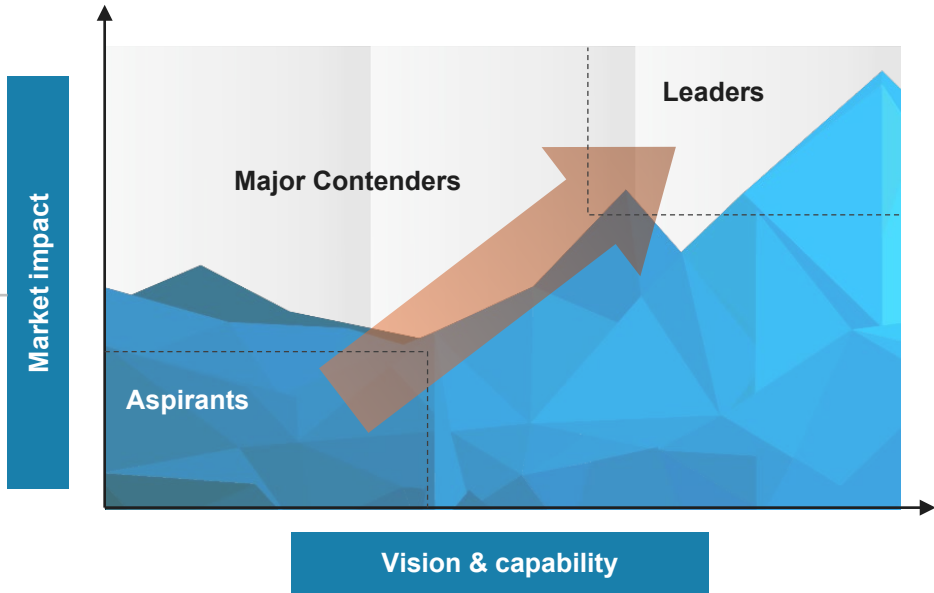 Leaders
Major Contenders
Market impact
Aspirants
Vision & capability